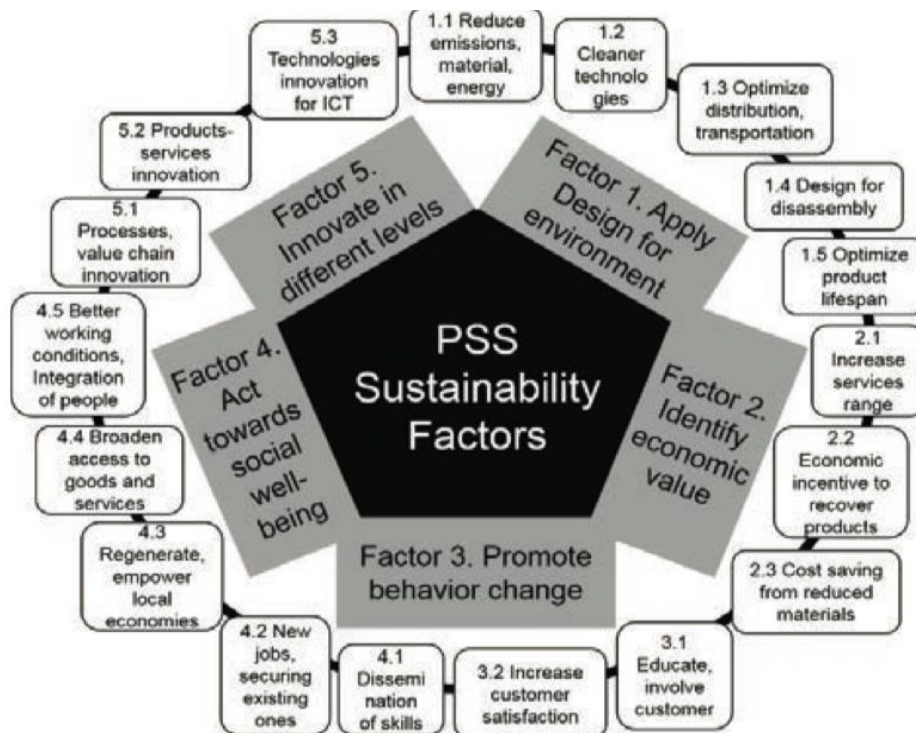 PSS
Sustainability
Factors
Factor 1. Apply
Design for
environment
Factor 2.
Identify
economic
value
Factor 3. Promote
behavior change
Factor 4.
Act
towards
social
well-
being
Factor 5.
Innovate in
different levels
1.1 Reduce
emissions,
material,
energy
1.2
Cleaner
technolo
gies
1.3 Optimize
distribution,
transportation
1.4 Design for
disassembly
1.5 Optimize
product
lifespan
2.1
Increase
services
range
2.2
Economic
incentive to
recover
products
2.3 Cost saving
from reduced
materials
3.1
Educate,
involve
customer
3.2 Increase
customer
satisfaction
4.1
Dissemi
nation
of skills
4.2 New
jobs,
securing
existing
ones
4.3
Regenerate,
empower
local
economies
4.4 Broaden
access to
goods and
services
4.5 Better
working
conditions,
Integration
of people
5.1
Processes,
value chain
innovation
5.2 Products-
services
innovation
5.3
Technologies
innovation
for ICT